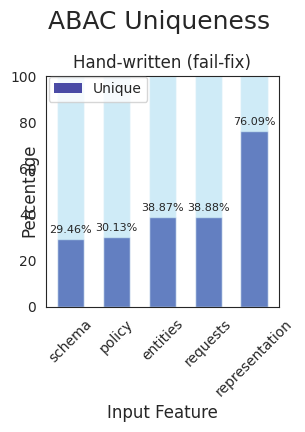 ABAC Uniqueness
Hand-written (fail-fix)
Unique
100
80
60
40
20
0
Percentage
29.46%
30.13%
38.87%
38.88%
76.09%
schema
policy
entities
requests
representation
Input Feature